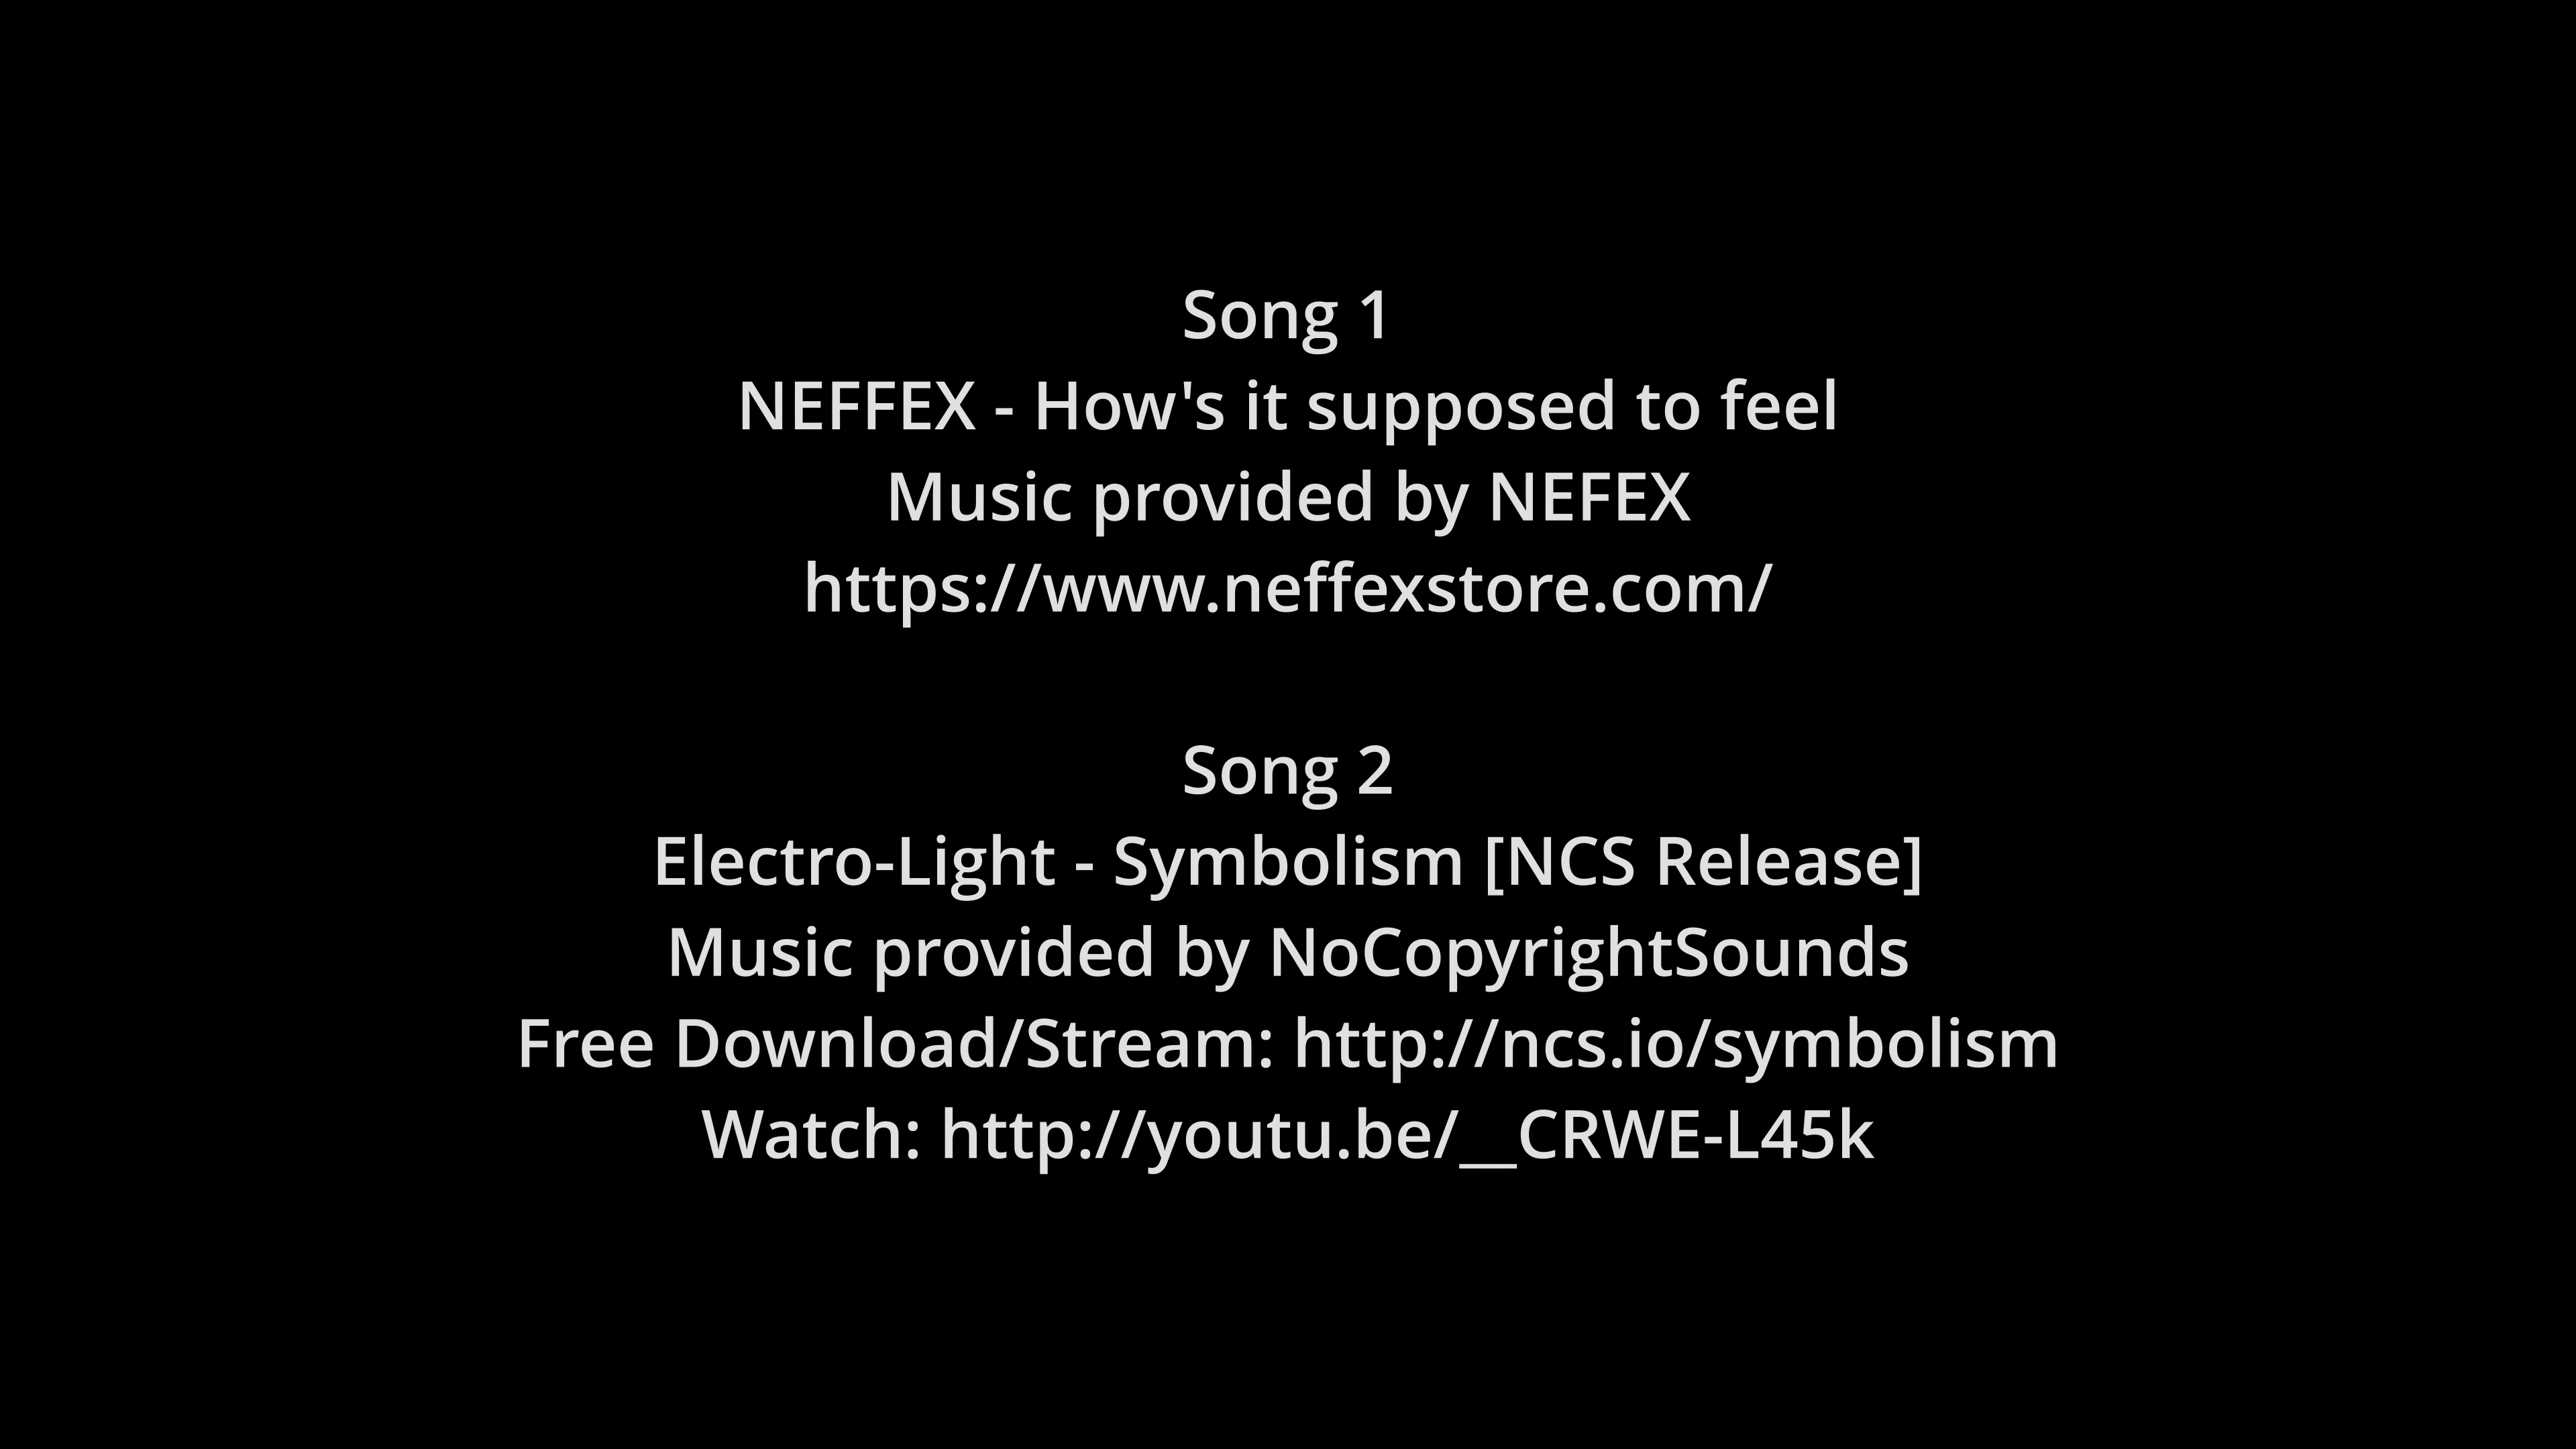 Song 1
NEFFEX - How's it supposed to feel
Music provided by NEFEX
https://www.neffexstore.com/
Song 2
Electro-Light - Symbolism [NCS Release]
Music provided by NoCopyrightSounds
Free Download/Stream: http://ncs.io/symbolism
Watch: http://youtu.be/__CRWE-L45k